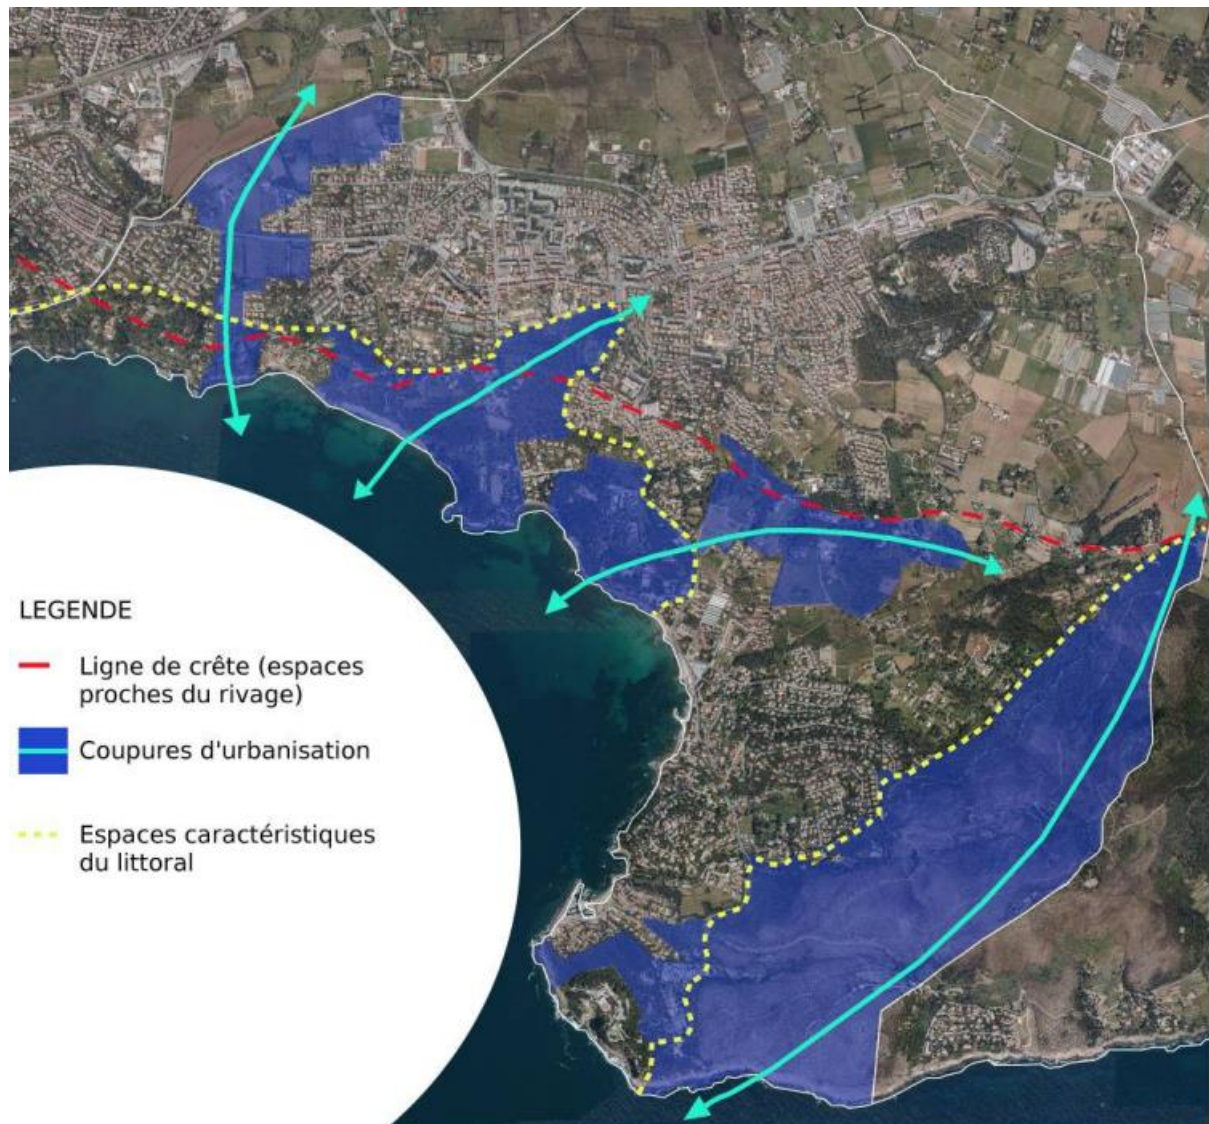 LEGENDE
Ligne de crête (espaces
proches du rivage)
Coupures d'urbanisation
Espaces caractéristiques
du littoral